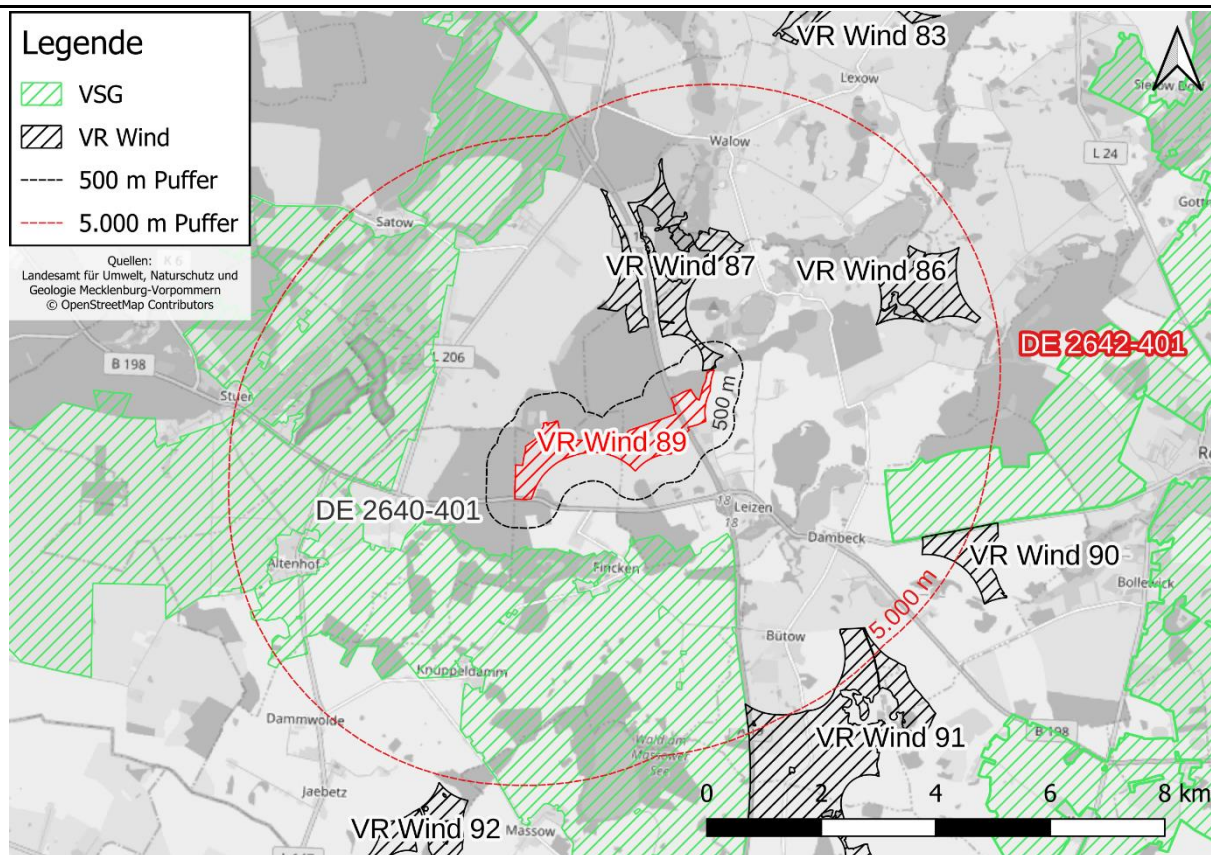 Legende
VSG
VR Wind
500 m Puffer
5.000 m Puffer
Quellen:
Landesamt für Umwelt, Naturschutz und
Geologie Mecklenburg-Vorpommern
© OpenStreetMap Contributors
VR Wind 83
Lexow
Walow
L 24
Satow
VR Wind 87
VR Wind 86
DE 2642-401
B 198
L 206
Stuer
500 m
VR Wind 89
DE 2640-401
18
Leizen
18
Dambeck
Altenhof
Fincken
VR Wind 90
Bollewick
5.000 m
Bütow
Knüppeldamm
Dammwolde
Wald am
Massower
See
VR Wind 91
B 198
Jaebetz
0 2 4 6 8 km
VR Wind 92
Massow